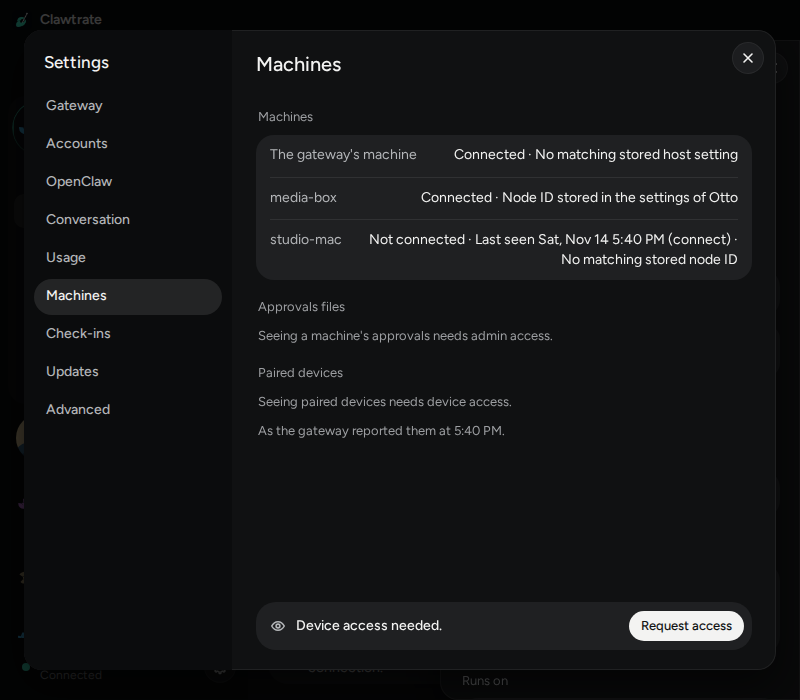 Clawtrate
Settings
Gateway
Accounts
OpenClaw
Conversation
Usage
Machines
Check-ins
Updates
Advanced
Machines
Machines
The gateway's machine
Connected · No matching stored host setting
media-box
Connected · Node ID stored in the settings of Otto
studio-mac
Not connected · Last seen Sat, Nov 14 5:40 PM (connect) ·
No matching stored node ID
Approvals files
Seeing a machine's approvals needs admin access.
Paired devices
Seeing paired devices needs device access.
As the gateway reported them at 5:40 PM.
Device access needed.
Request access
Connected
Runs on